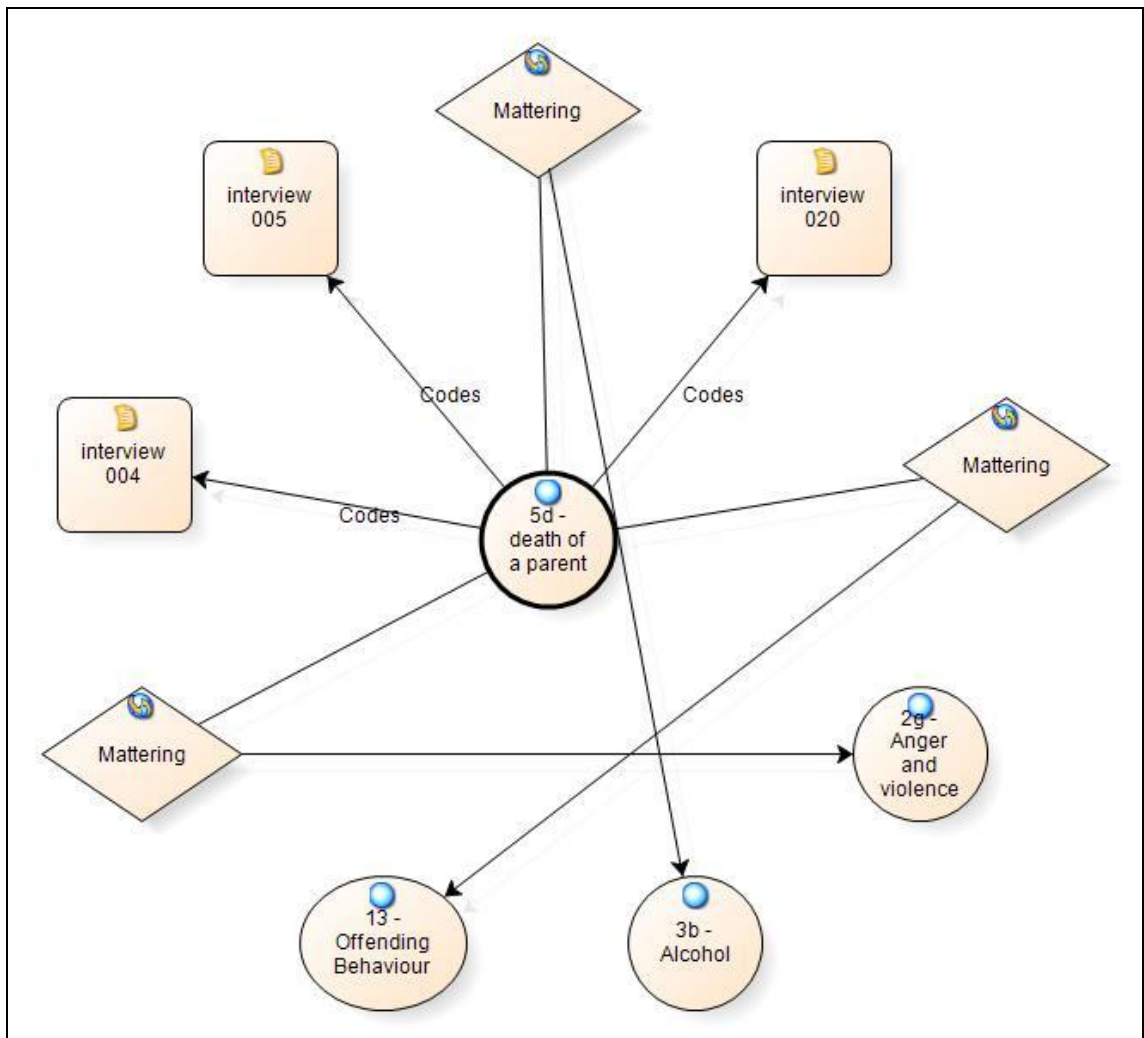 Mattering
interview
005
interview
020
Codes
Codes
interview
004
Mattering
Codes
5d -
death of
a parent
Mattering
2g -
Anger
and
violence
13 -
Offending
Behaviour
3b -
Alcohol